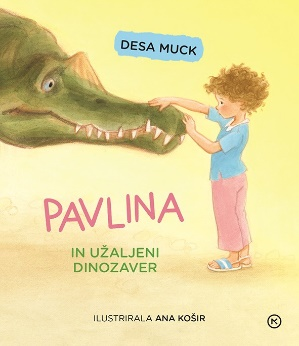 DESA MUCK
PAVLINA
IN UŽALJENI
DINOZAVER
ILUSTRIRALA ANA KOŠIR